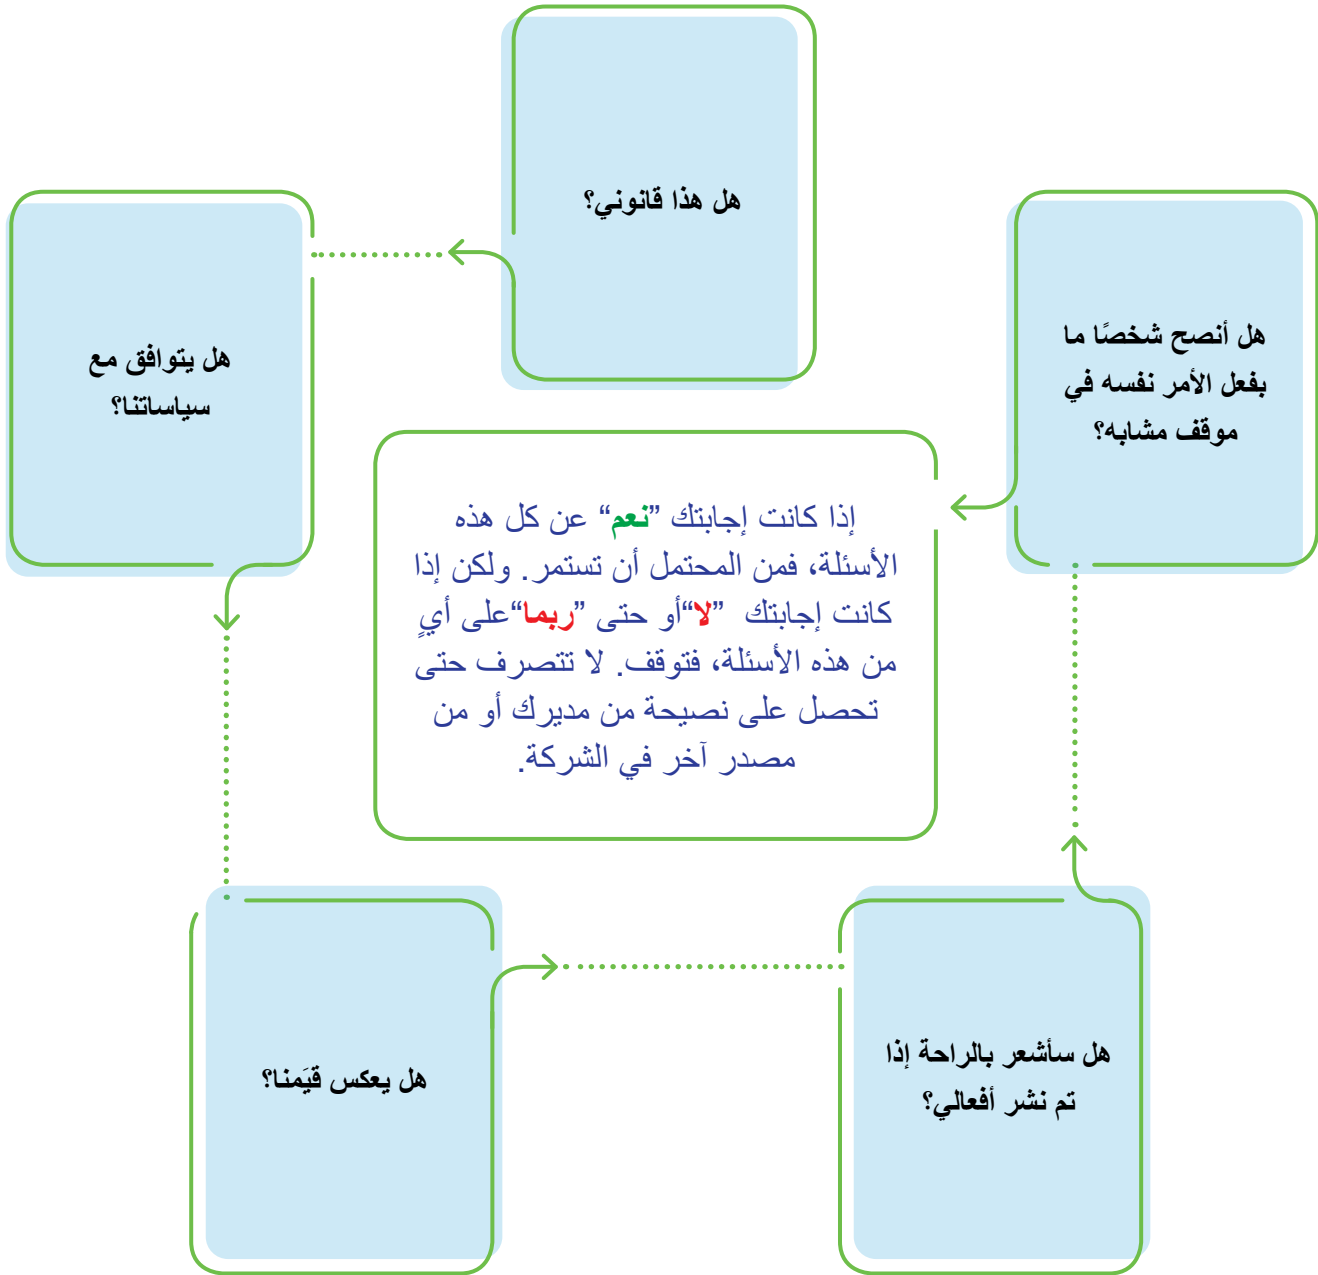 هل هذا قانوني؟
هل يتوافق مع
سياساتنا؟
هل يعكس قيَمنا؟
هل سأشعر بالراحة إذا
تم نشر أفعالي؟
هل أنصح شخصًا ما
بفعل الأمر نفسه في
موقف مشابه؟
إذا كانت إجابتك ”نعم“ عن كل هذه
الأسئلة، فمن المحتمل أن تستمر. ولكن إذا
كانت إجابتك ”لا“أو حتى ”ربما“على أيٍ
من هذه الأسئلة، فتوقف. لا تتصرف حتى
تحصل على نصيحة من مديرك أو من
مصدر آخر في الشركة.